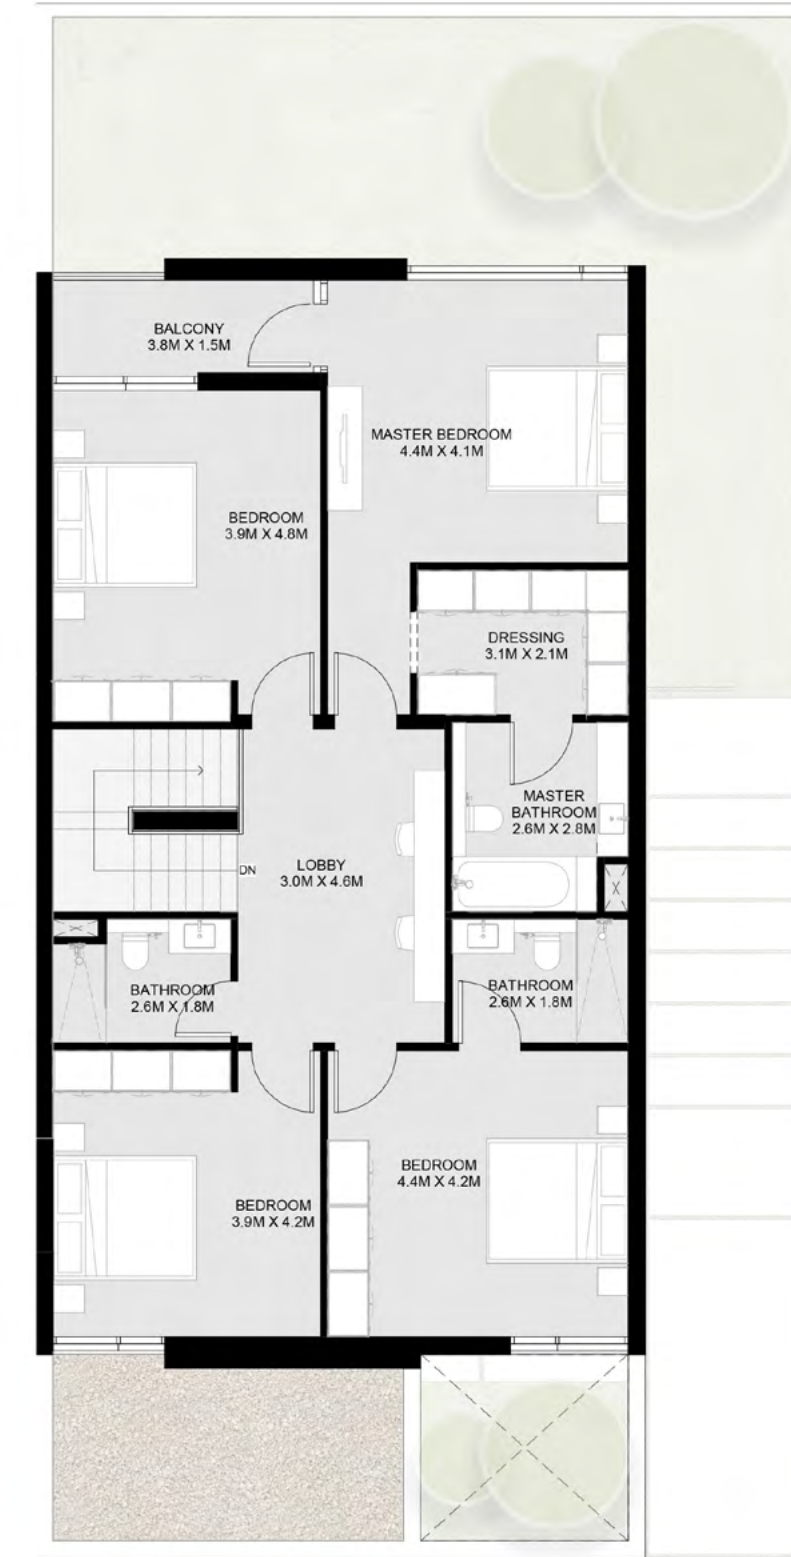 BALCONY
3.8M X 1.5M
MASTER BEDROOM
4.4M X 4.1M
BEDROOM
3.9M X 4.8M
DRESSING
3.1M X 2.1M
MASTER
BATHROOM
2.6M X 2.8M
LOBBY
3.0M X 4.6M
DN
BATHROOM
2.6M X 1.8M
BATHROOM
2.6M X 1.8M
BEDROOM
4.4M X 4.2M
BEDROOM
3.9M X 4.2M